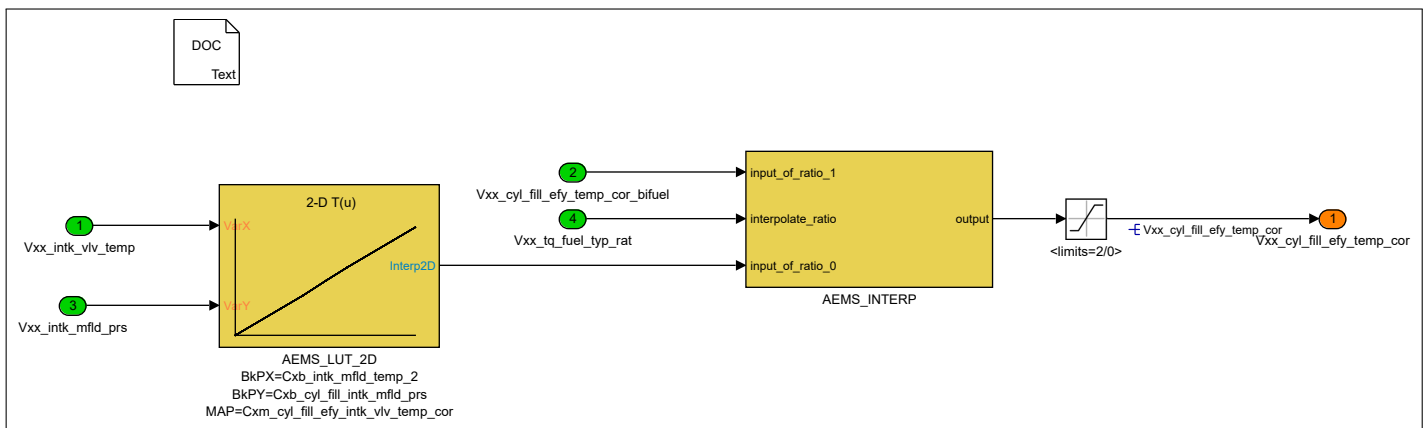 DOC
Text
2
input_of_ratio_1
Vxx_cyl_fill_efy_temp_cor_bifuel
2-D T(u)
1
VarX
4
interpolate_ratio
output
1
Vxx_intk_vlv_temp
Vxx_tq_fuel_typ_rat
Vxx_cyl_fill_efy_temp_cor
Vxx_cyl_fill_efy_temp_cor
<limits=2/0>
Interp2D
input_of_ratio_0
3
VarY
AEMS_INTERP
Vxx_intk_mfld_prs
AEMS_LUT_2D
BkPX=Cxb_intk_mfld_temp_2
BkPY=Cxb_cyl_fill_intk_mfld_prs
MAP=Cxm_cyl_fill_efy_intk_vlv_temp_cor